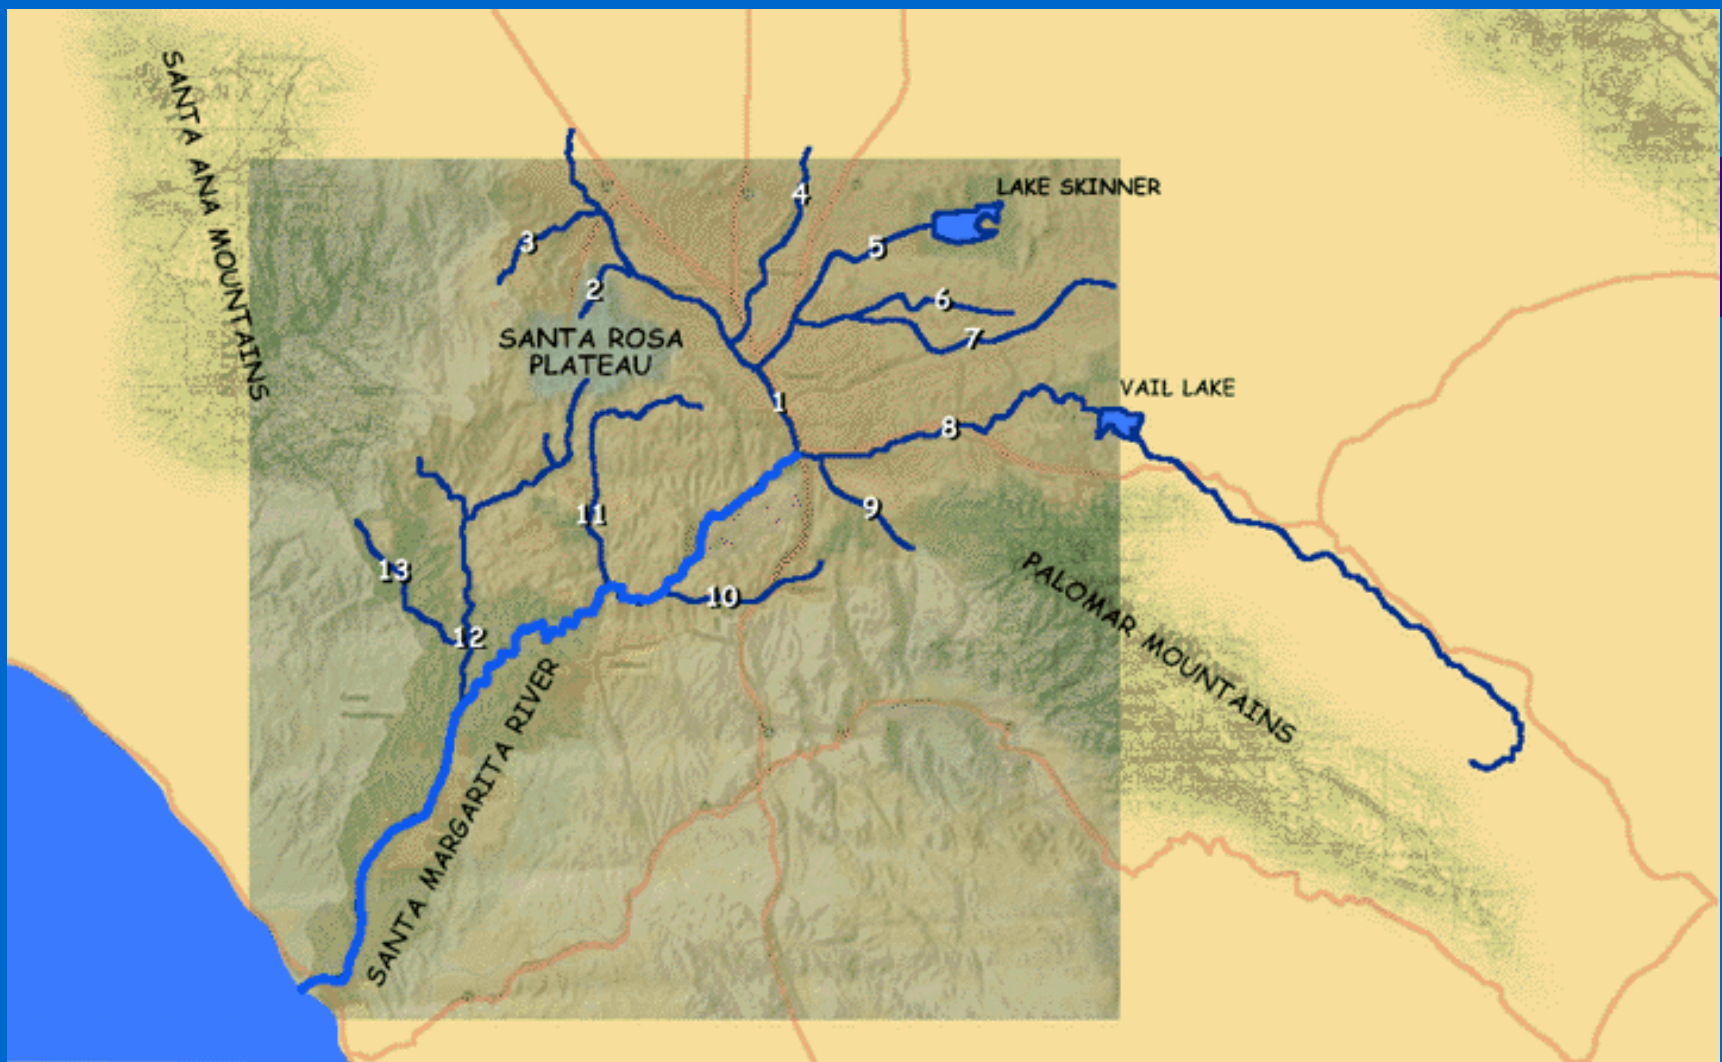 SANTA ANA MOUNTAINS
4
LAKE SKINNER
3
5
2
6
SANTA ROSA
PLATEAU
7
VAIL LAKE
1
8
9
11
13
10
PALOMAR MOUNTAINS
12
SANTA MARGARITA RIVER